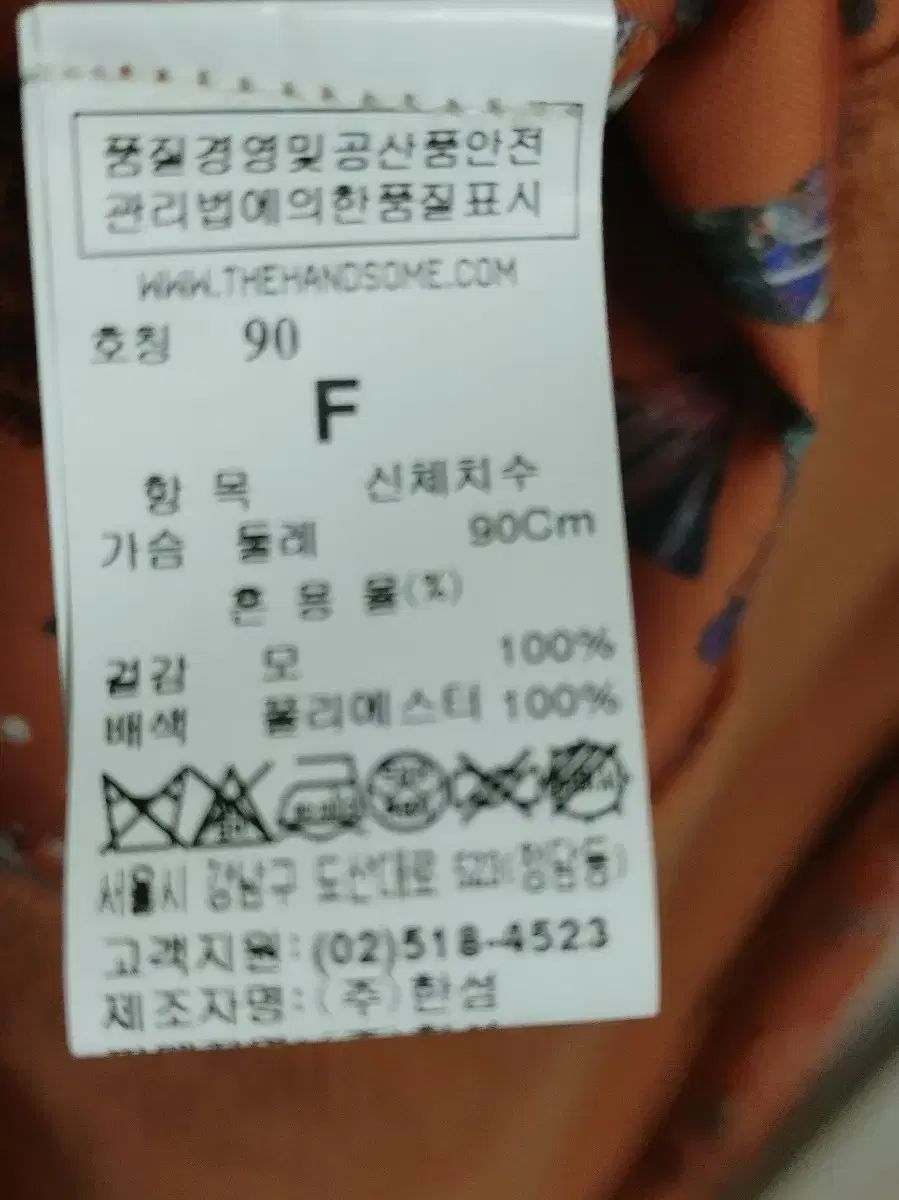 품질경영및공산품안전
관리법에의한품질표시
WWW.THEHANDSOME.COM
호칭 90
F
항 목 신체치수
가슴 둘레 90Cm
혼 용 율(%)
겉감 모 100%
배색 폴리에스터 100%
서울시 강남구 도산대로 523(청담동)
고객지원:(02)518-4523
제조자명:(주)한섬